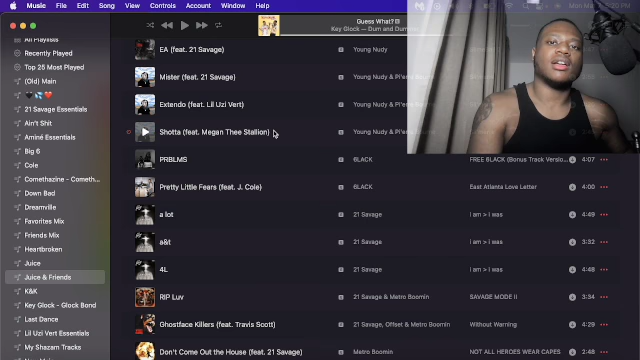 Music File Edit Song View Controls Account Window Help
Guess What?
Key Glock — Dum and Dum
All Playlists
Recently Played
Top 25 Most Played
(Old) Main
21 Savage Essentials
Ain't Shit
Aminé Essentials
Big 6
Cole
Comethazine - Cometh...
Down Bad
Dreamville
Favorites Mix
Friends Mix
Heartbroken
Juice
Juice & Friends
K&K
Key Glock - Glock Bond
Last Dance
Lil Uzi Vert Essentials
My Shazam Tracks
EA (feat. 21 Savage) Young Nudy
Mister (feat. 21 Savage) Young Nudy & Pi'erre
Extendo (feat. Lil Uzi Vert) Young Nudy & Pi'erre
Shotta (feat. Megan Thee Stallion) Young Nudy & Pi'erre
PRBLMS 6LACK FREE 6LACK (Bonus Track Versio... 4:07
Pretty Little Fears (feat. J. Cole) 6LACK East Atlanta Love Letter 4:00
a lot 21 Savage i am > i was 4:49
a&t 21 Savage i am > i was 3:32
4L 21 Savage i am > i was 4:48
RIP Luv 21 Savage & Metro Boomin SAVAGE MODE II 3:34
Ghostface Killers (feat. Travis Scott) 21 Savage, Offset & Metro Boomin Without Warning 4:29
Don't Come Out the House (feat. 21 Savage) Metro Boomin NOT ALL HEROES WEAR CAPES 2:48